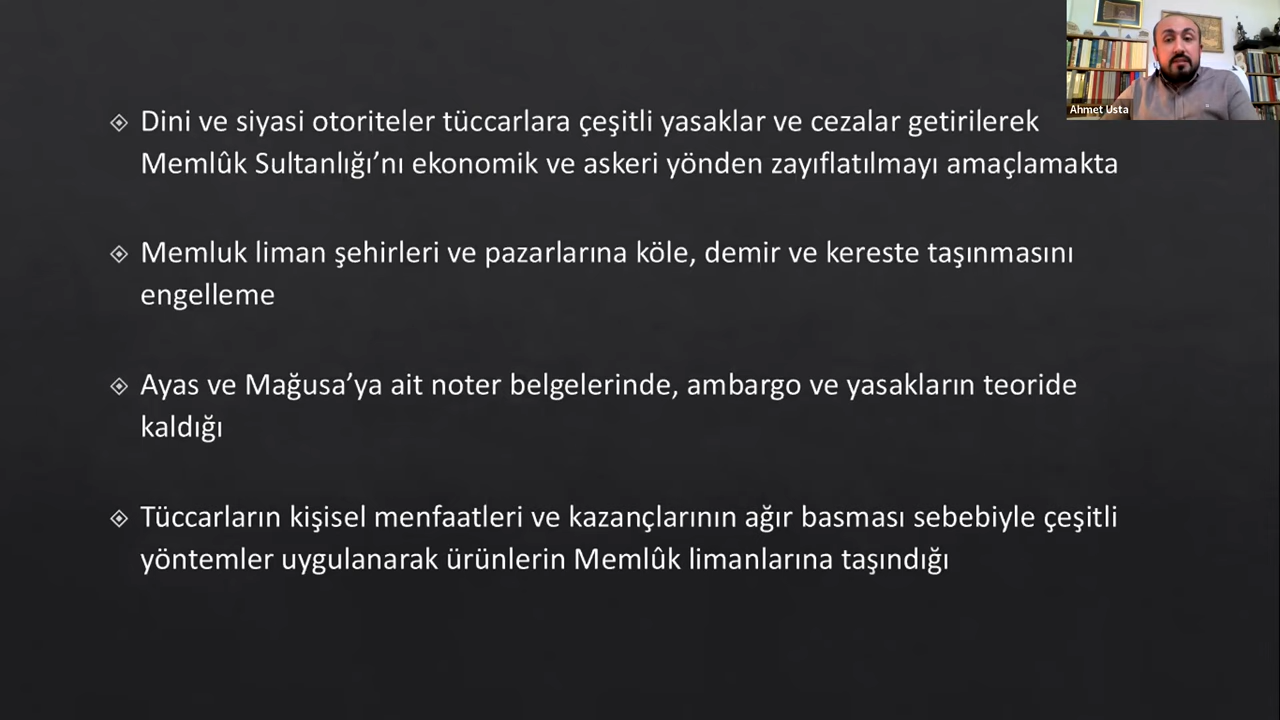 Dini ve siyasi otoriteler tüccarlara çeşitli yasaklar ve cezalar getirilerek
Memlûk Sultanlığı’nı ekonomik ve askeri yönden zayıflatılmayı amaçlamakta
Memluk liman şehirleri ve pazarlarına köle, demir ve kereste taşınmasını
engelleme
Ayas ve Mağusa’ya ait noter belgelerinde, ambargo ve yasakların teoride
kaldığı
Tüccarların kişisel menfaatleri ve kazançlarının ağır basması sebebiyle çeşitli
yöntemler uygulanarak ürünlerin Memlûk limanlarına taşındığı
Ahmet Usta